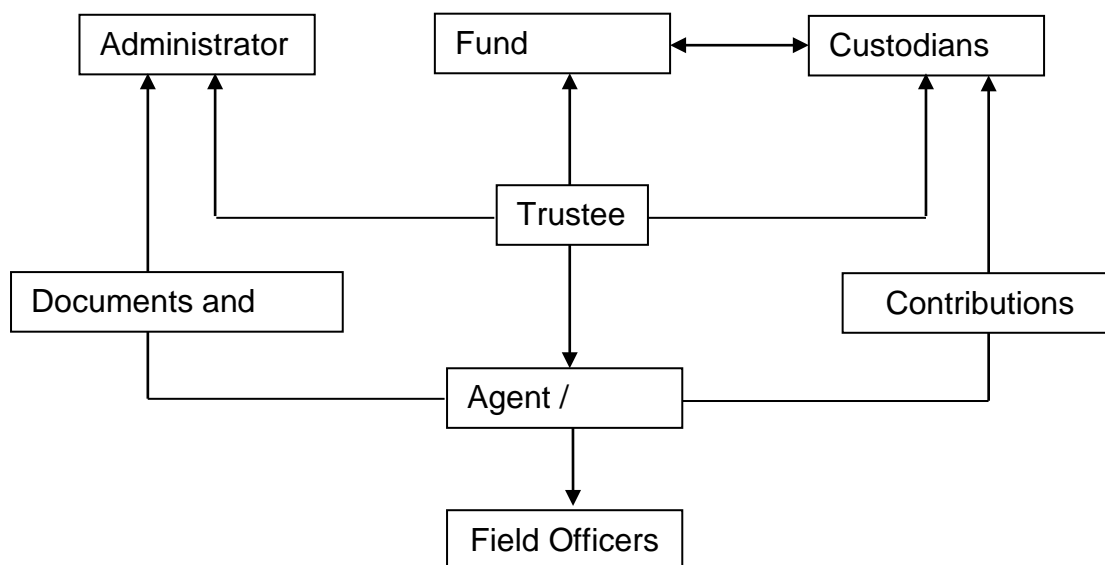 Administrator
Fund
Custodians
Trustee
Documents and
Contributions
Agent /
Field Officers